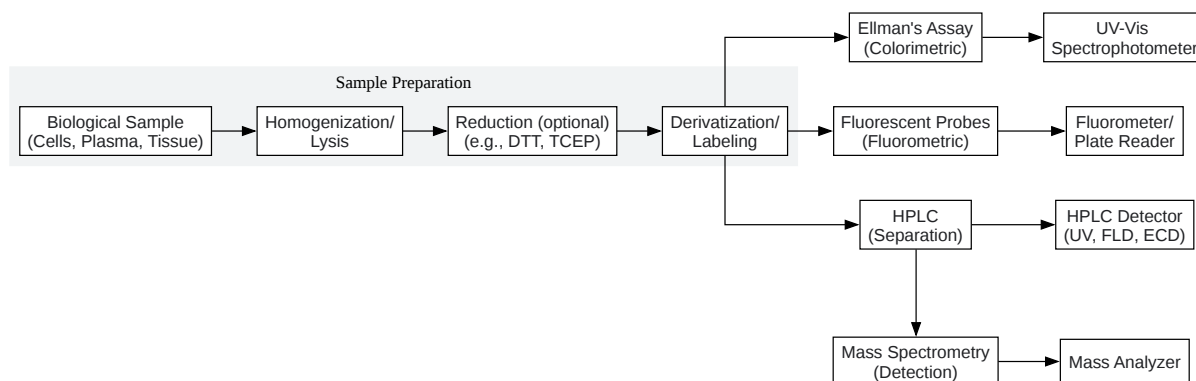 Ellman's Assay
(Colorimetric)
UV-Vis
Spectrophotometer
Sample Preparation
Biological Sample
(Cells, Plasma, Tissue)
Homogenization/
Lysis
Reduction (optional)
(e.g., DTT, TCEP)
Derivatization/
Labeling
Fluorescent Probes
(Fluorometric)
Fluorometer/
Plate Reader
HPLC
(Separation)
HPLC Detector
(UV, FLD, ECD)
Mass Spectrometry
(Detection)
Mass Analyzer